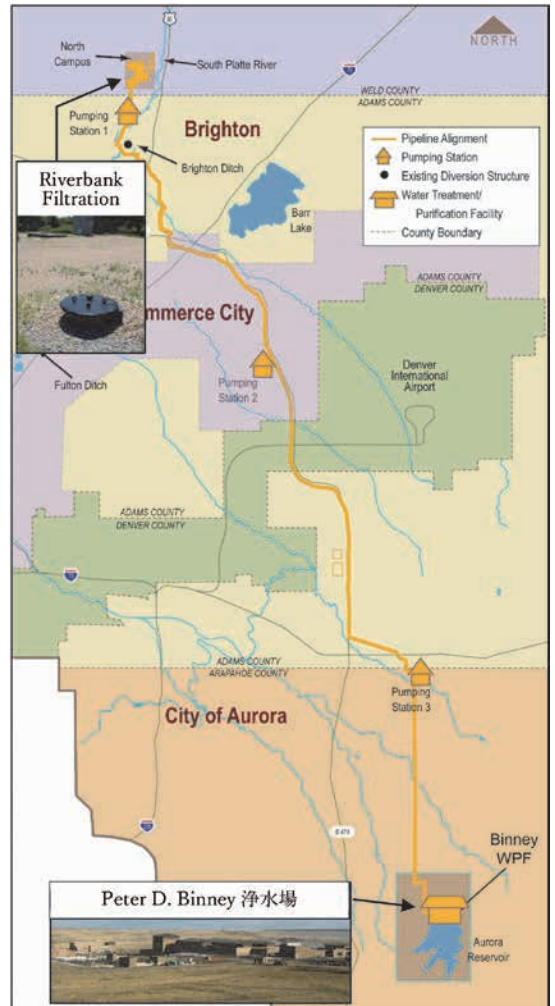 NORTH
North
Campus
85
South Platte River
76
WELD COUNTY
ADAMS COUNTY
Pumping
Station 1
Brighton
Brighton Ditch
Pipeline Alignment
Pumping Station
Existing Diversion Structure
Water Treatment/
Purification Facility
County Boundary
Riverbank
Filtration
Barr
Lake
ADAMS COUNTY
DENVER COUNTY
mmerce City
Fulton Ditch
Pumping
Station 2
Denver
International
Airport
ADAMS COUNTY
DENVER COUNTY
ADAMS COUNTY
ARAPAHOE COUNTY
City of Aurora
Pumping
Station 3
E 470
Binney
WPF
Peter D. Binney 浄水場
Aurora
Reservoir